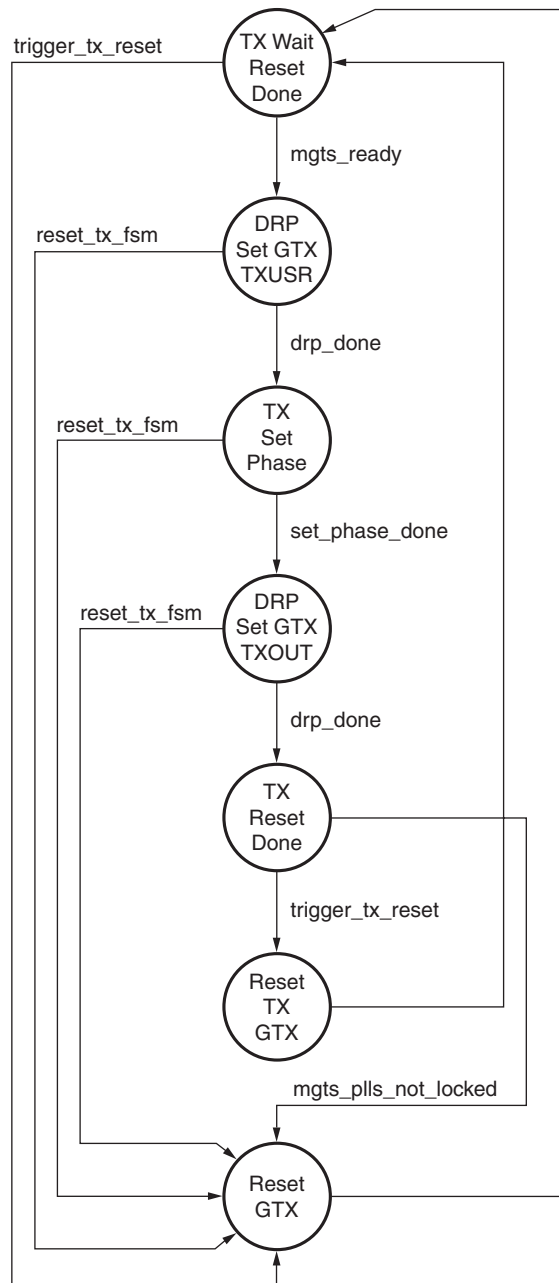 trigger_tx_reset
TX Wait
Reset
Done
mgts_ready
reset_tx_fsm
DRP
Set GTX
TXUSR
drp_done
reset_tx_fsm
TX
Set
Phase
set_phase_done
reset_tx_fsm
DRP
Set GTX
TXOUT
drp_done
TX
Reset
Done
trigger_tx_reset
Reset
TX
GTX
mgts_plls_not_locked
Reset
GTX